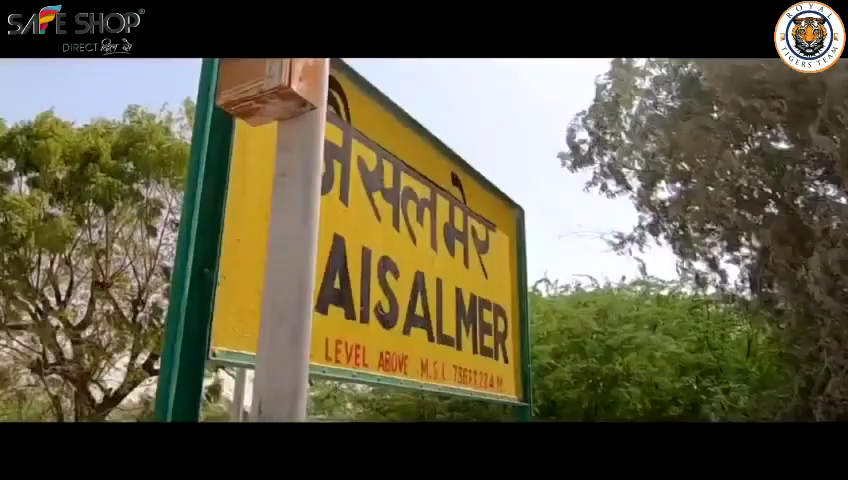 SAFE SHOP
DIRECT दिल से
ROYAL
TIGERS TEAM
जैसलमेर
AISALMER
LEVEL ABOVE M.S.L.